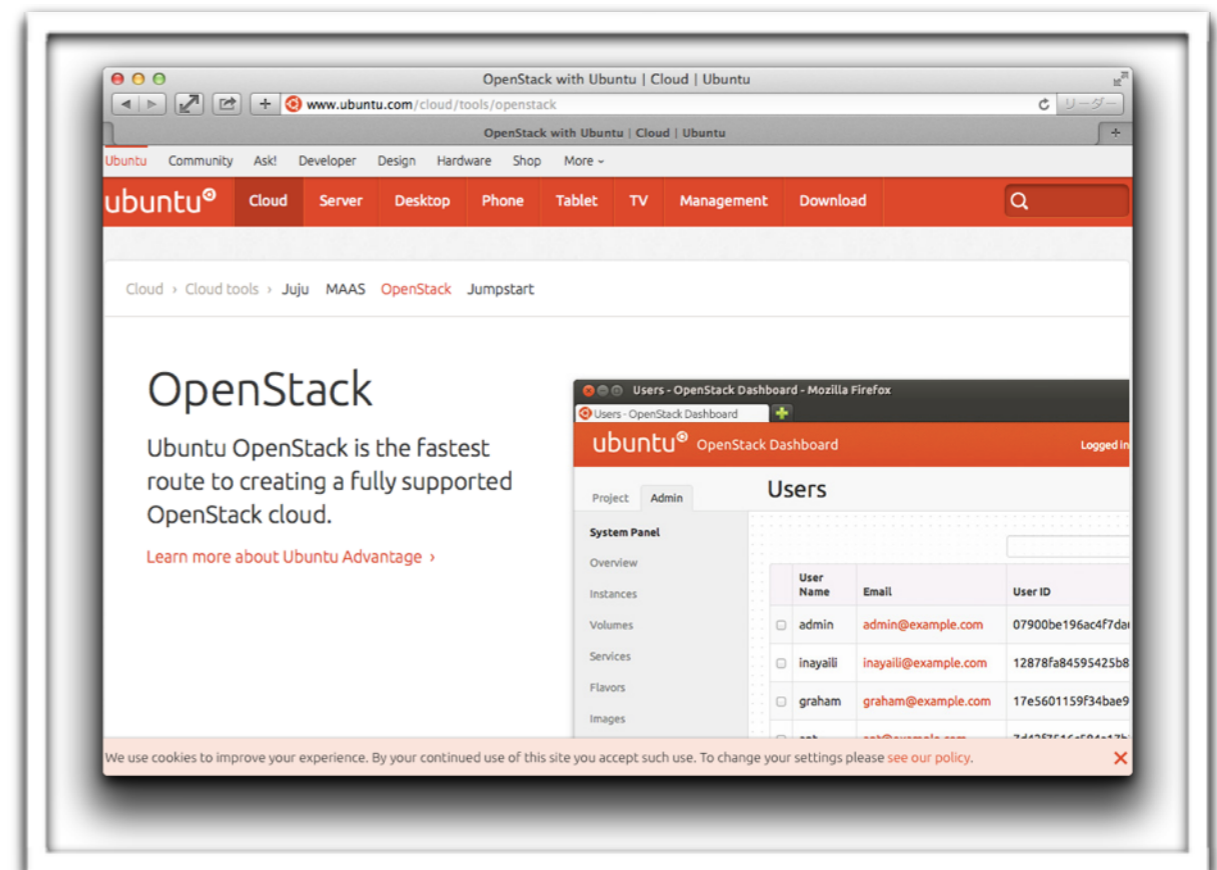 OpenStack with Ubuntu | Cloud | Ubuntu
www.ubuntu.com/cloud/tools/openstack
リーダー
OpenStack with Ubuntu | Cloud | Ubuntu
Ubuntu Community Ask! Developer Design Hardware Shop More
ubuntu Cloud Server Desktop Phone Tablet TV Management Download
Cloud › Cloud tools › Juju MAAS OpenStack Jumpstart
OpenStack
Ubuntu OpenStack is the fastest
route to creating a fully supported
OpenStack cloud.
Learn more about Ubuntu Advantage ›
Users - OpenStack Dashboard - Mozilla Firefox
Users - OpenStack Dashboard
ubuntu OpenStack Dashboard Logged in
Project Admin
Users
System Panel
Overview
Instances
Volumes
Services
Flavors
Images
User Name Email User ID
admin admin@example.com 07900be196ac4f7da
inayaili inayaili@example.com 12878fa84595425b8
graham graham@example.com 17e5601159f34bae9
We use cookies to improve your experience. By your continued use of this site you accept such use. To change your settings please see our policy.